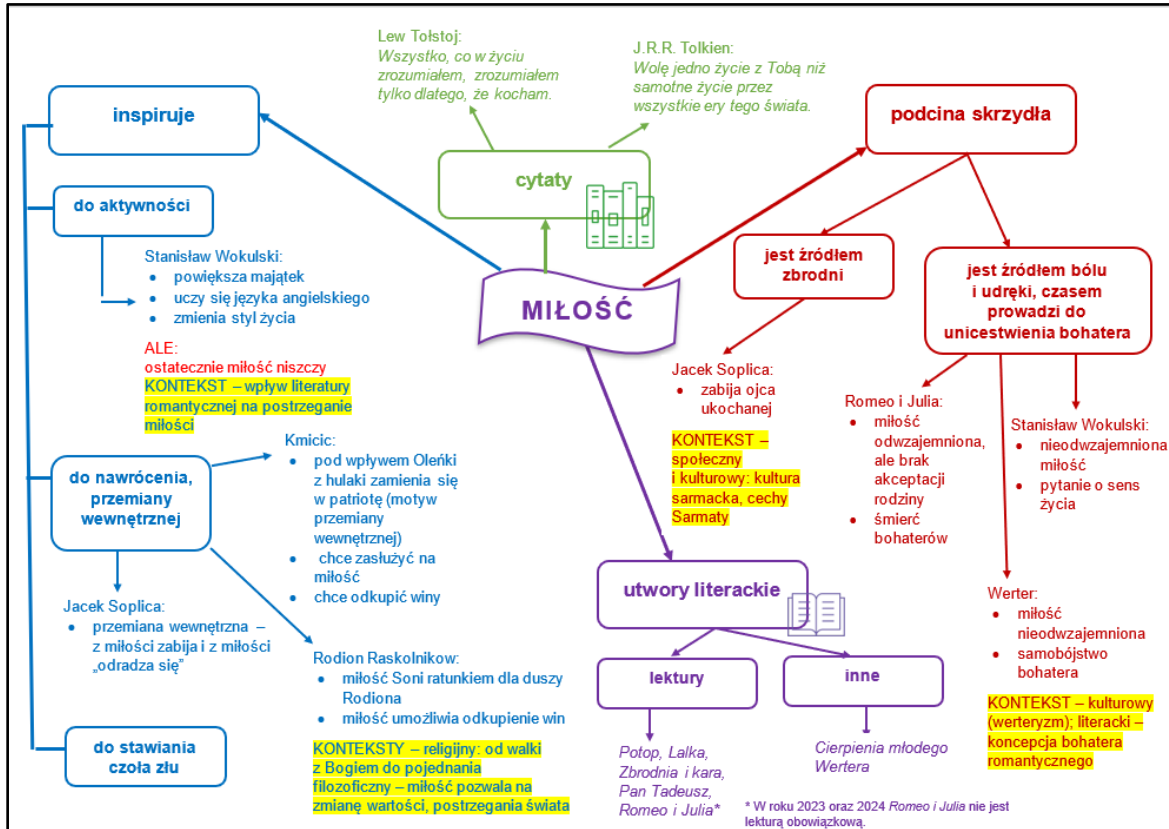 Lew Tołstoj:
Wszystko, co w życiu
zrozumiałem, zrozumiałem
tylko dlatego, że kocham.
J.R.R. Tolkien:
Wolę jedno życie z Tobą niż
samotne życie przez
wszystkie ery tego świata.
inspiruje
cytaty
podcina skrzydła
MIŁOŚĆ
do aktywności
Stanisław Wokulski:
• powiększa majątek
• uczy się języka angielskiego
• zmienia styl życia
ALE:
ostatecznie miłość niszczy
KONTEKST – wpływ literatury
romantycznej na postrzeganie
miłości
do nawrócenia,
przemiany
wewnętrznej
Kmicic:
• pod wpływem Oleńki
z hulaki zamienia się
w patriotę (motyw
przemiany
wewnętrznej)
• chce zasłużyć na
miłość
• chce odkupić winy
Jacek Soplica:
• przemiana wewnętrzna –
z miłości zabija i z miłości
„odradza się”
Rodion Raskolnikow:
• miłość Soni ratunkiem dla duszy
Rodiona
• miłość umożliwia odkupienie win
KONTEKSTY – religijny: od walki
z Bogiem do pojednania
filozoficzny – miłość pozwala na
zmianę wartości, postrzegania świata
do stawiania
czoła złu
jest źródłem
zbrodni
Jacek Soplica:
• zabija ojca
ukochanej
KONTEKST –
społeczny
i kulturowy: kultura
sarmacka, cechy
Sarmaty
jest źródłem bólu
i udręki, czasem
prowadzi do
unicestwienia bohatera
Romeo i Julia:
• miłość
odwzajemniona,
ale brak
akceptacji
rodziny
• śmierć
bohaterów
Stanisław Wokulski:
• nieodwzajemniona
miłość
• pytanie o sens
życia
Werter:
• miłość
nieodwzajemniona
• samobójstwo
bohatera
KONTEKST – kulturowy
(werteryzm); literacki –
koncepcja bohatera
romantycznego
utwory literackie
lektury
inne
Potop, Lalka,
Zbrodnia i kara,
Pan Tadeusz,
Romeo i Julia*
Cierpienia młodego
Wertera
* W roku 2023 oraz 2024 Romeo i Julia nie jest
lekturą obowiązkową.